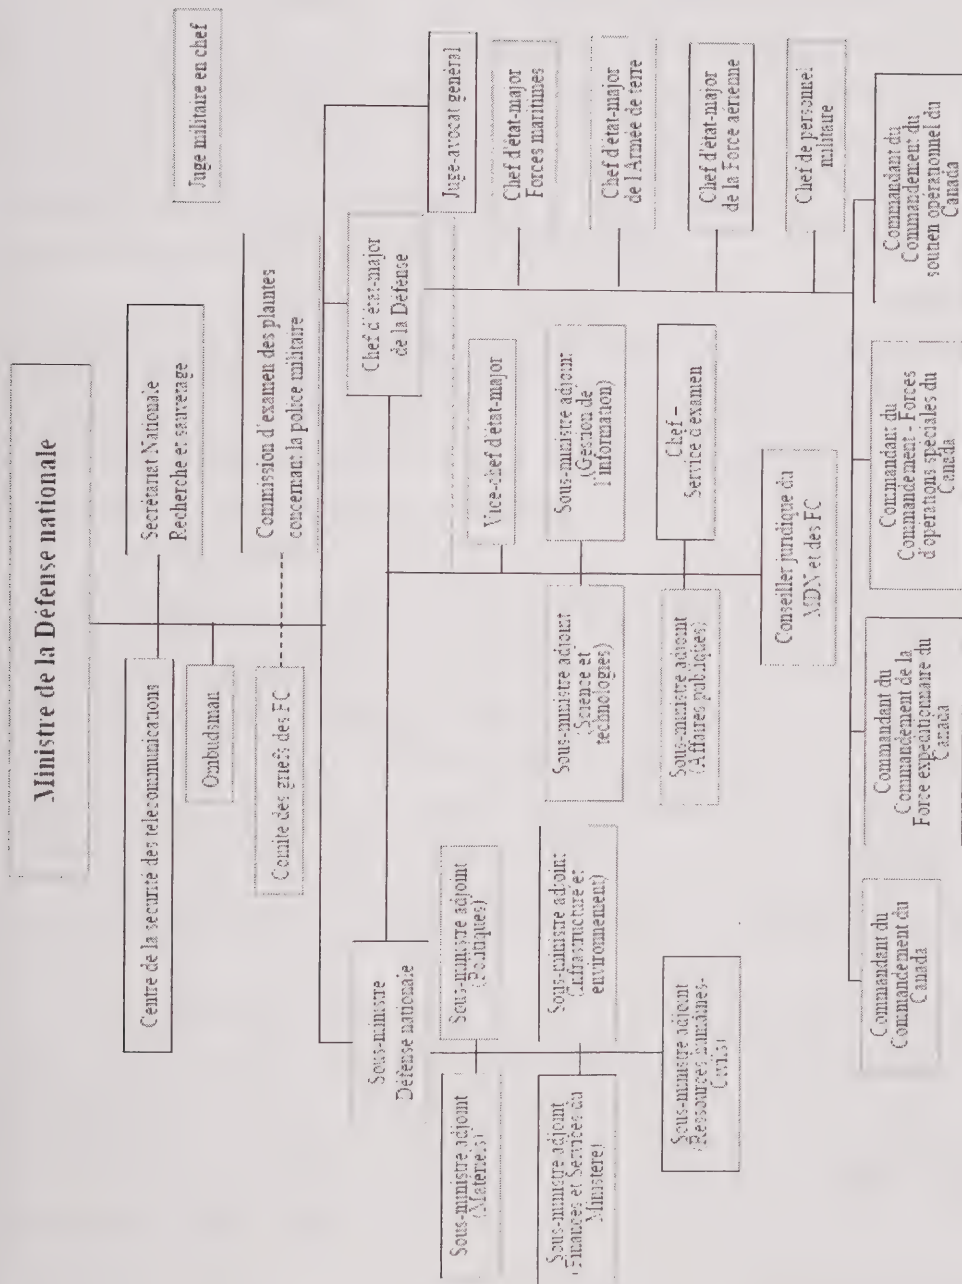 Ministre de la Défense nationale
Juge militaire en chef
Centre de la sécurité des télécommunications
Secrétariat Nationale
Recherche et sauvetage
Ombudsman
Comité des griefs des FC
Commission d'examen des plaintes
concernant la police militaire
Sous-ministre
Défense nationale
Chef d'état-major
de la Défense
Juge-avocat général
Sous-ministre adjoint
(Matériels)
Sous-ministre adjoint
(Politiques)
Vice-chef d'état-major
Chef d'état-major
Forces maritimes
Sous-ministre adjoint
(Finances et Services du
Ministère)
Sous-ministre adjoint
(Infrastructure et
environnement)
Sous-ministre adjoint
(Science et
technologies)
Sous-ministre adjoint
(Gestion de
l'information)
Chef d'état-major
de l'Armée de terre
Sous-ministre adjoint
(Ressources humaines-
Civils)
Sous-ministre adjoint
(Affaires publiques)
Chef –
Service d'examen
Chef d'état-major
de la Force aérienne
Conseiller juridique du
MDN et des FC
Chef de personnel
militaire
Commandant du
Commandement du
Canada
Commandant du
Commandement de la
Force expéditionnaire du
Canada
Commandant du
Commandement - Forces
d'opérations spéciales du
Canada
Commandant du
Commandement du
soutien opérationnel du
Canada